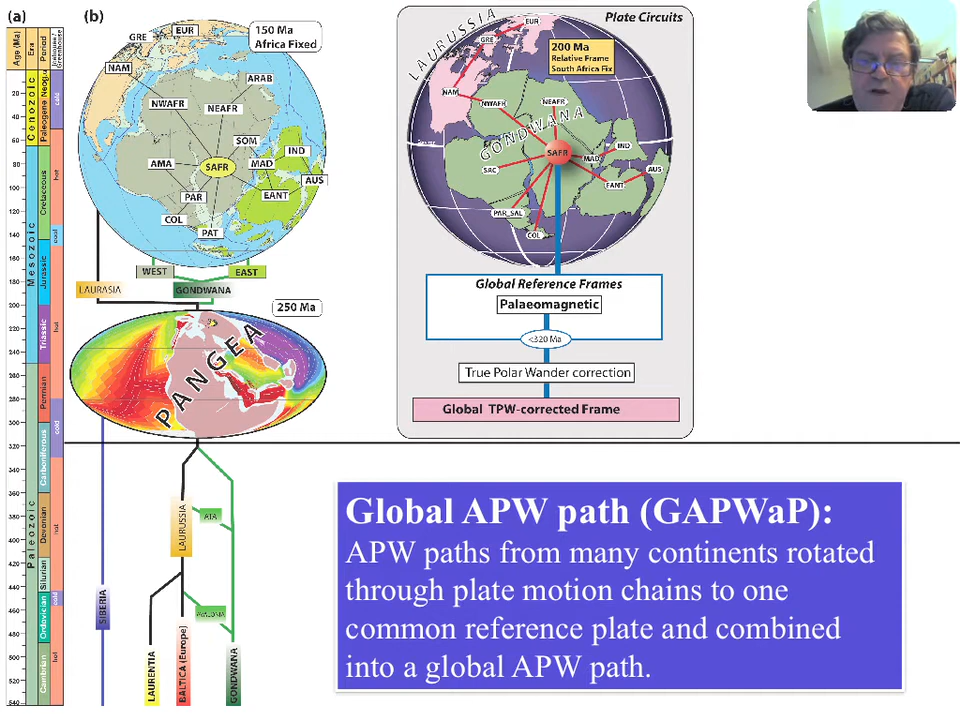 (a)
Age (Ma)
Era
Period
Icehouse/
Greenhouse
20
40
60
80
100
120
140
160
180
200
220
240
260
280
300
320
340
360
380
400
420
440
460
480
500
520
540
Cenozoic
Mesozoic
Paleozoic
Paleogene
Cretaceous
Jurassic
Triassic
Permian
Carboniferous
Devonian
Silurian
Ordovician
Cambrian
cold
hot
cold
hot
cold
hot
cold
hot
(b)
150 Ma
Africa Fixed
GRE
EUR
NAM
ARAB
NWAFR
NEAFR
SOM
IND
AMA
SAFR
MAD
AUS
PAR
EANT
COL
PAT
WEST
EAST
LAURASIA
GONDWANA
250 Ma
PANGEA
LAURUSSIA
ATA
SIBERIA
AVALONIA
LAURENTIA
BALTICA (Europe)
GONDWANA
Plate Circuits
LAURUSSIA
EUR
GRE
200 Ma
Relative Frame
South Africa Fix
NAM
NWAFR
NEAFR
GONDWANA
SAFR
MAD
IND
SRC
EANT
AUS
PAR_SAL
COL
Global Reference Frames
Palaeomagnetic
<320 Ma
True Polar Wander correction
Global TPW-corrected Frame
Global APW path (GAPWaP):
APW paths from many continents rotated
through plate motion chains to one
common reference plate and combined
into a global APW path.